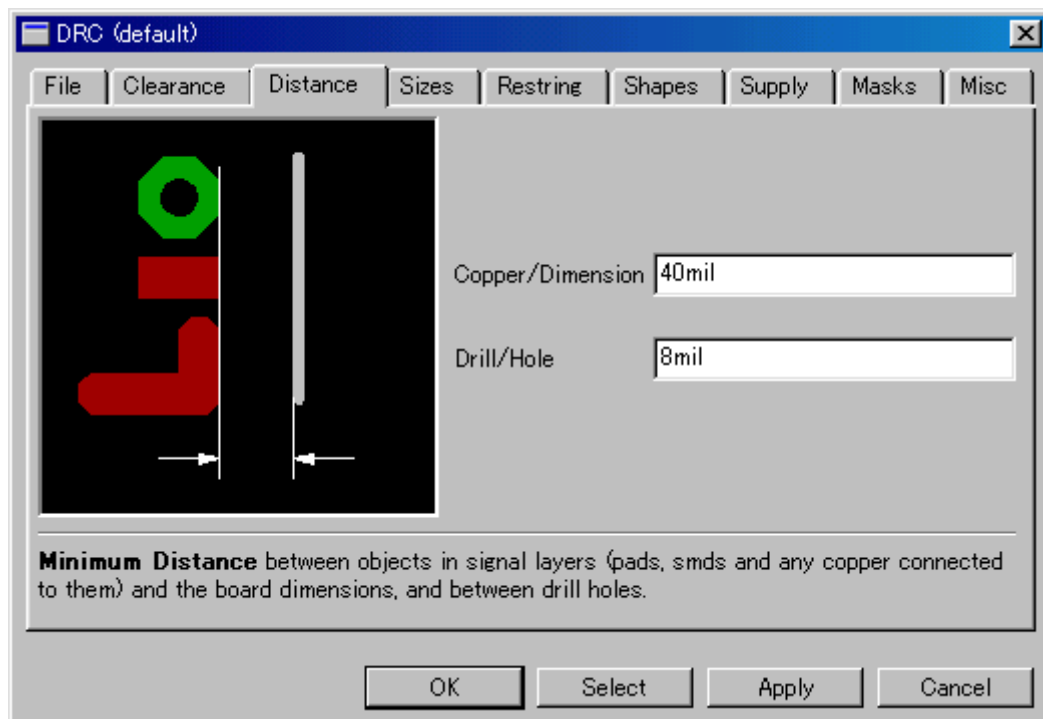 DRC (default)
File Clearance Distance Sizes Restring Shapes Supply Masks Misc
Copper/Dimension 40mil
Drill/Hole 8mil
Minimum Distance between objects in signal layers (pads, smds and any copper connected
to them) and the board dimensions, and between drill holes.
OK Select Apply Cancel